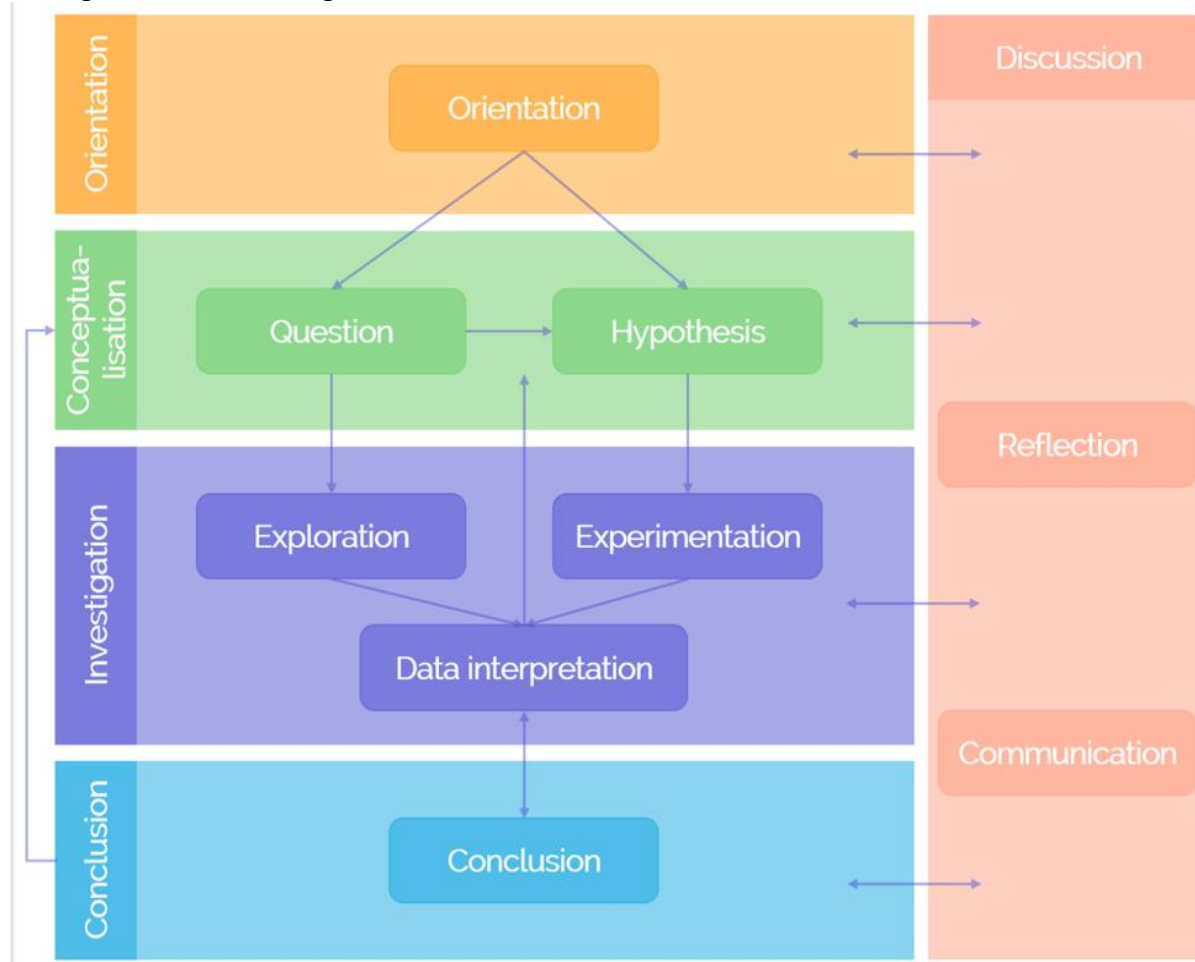 Orientation
Orientation
Discussion
Conceptua-
lisation
Question
Hypothesis
Reflection
Investigation
Exploration
Experimentation
Data interpretation
Communication
Conclusion
Conclusion